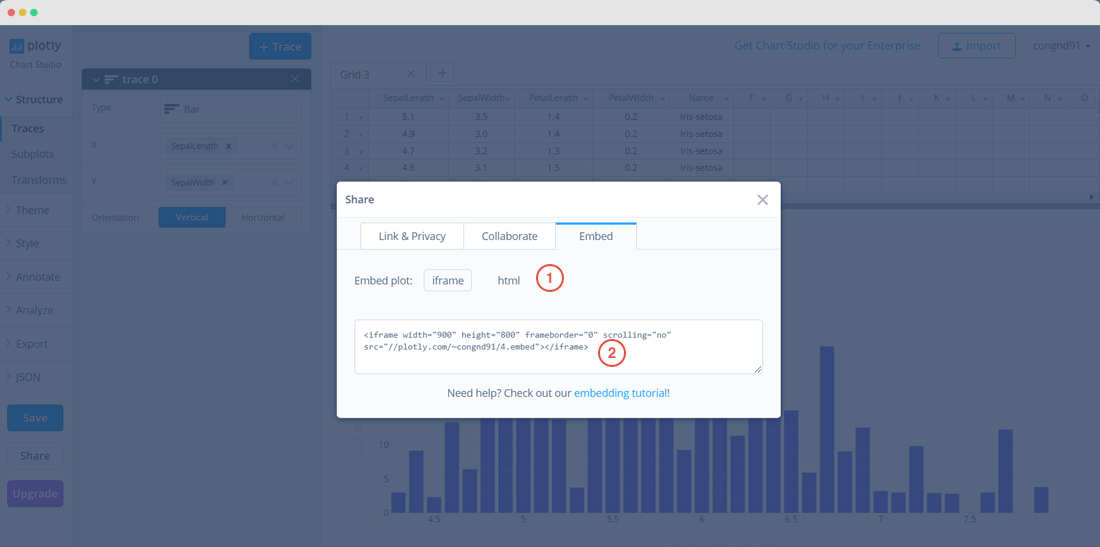 plotly
Chart Studio
+ Trace
Get Chart Studio for your Enterprise
Import
congnd91
Structure
Traces
Subplots
Transforms
Theme
Style
Annotate
Analyze
Export
JSON
Save
Share
Upgrade
trace 0
Type
Bar
X
SepalLength
Y
SepalWidth
Orientation
Vertical
Horizontal
Grid 3
SepalLength SepalWidth PetalLength PetalWidth Name F G H I J K L M N O
1 5.1 3.5 1.4 0.2 Iris-setosa
2 4.9 3.0 1.4 0.2 Iris-setosa
3 4.7 3.2 1.3 0.2 Iris-setosa
4 4.6 3.1 1.5 0.2 Iris-setosa
Share
Link & Privacy
Collaborate
Embed
Embed plot:
iframe
html
1
<iframe width="900" height="800" frameborder="0" scrolling="no"
src="//plotly.com/~congnd91/4.embed"></iframe>
2
Need help? Check out our embedding tutorial!
10
5
0
4.5 5 5.5 6 6.5 7 7.5